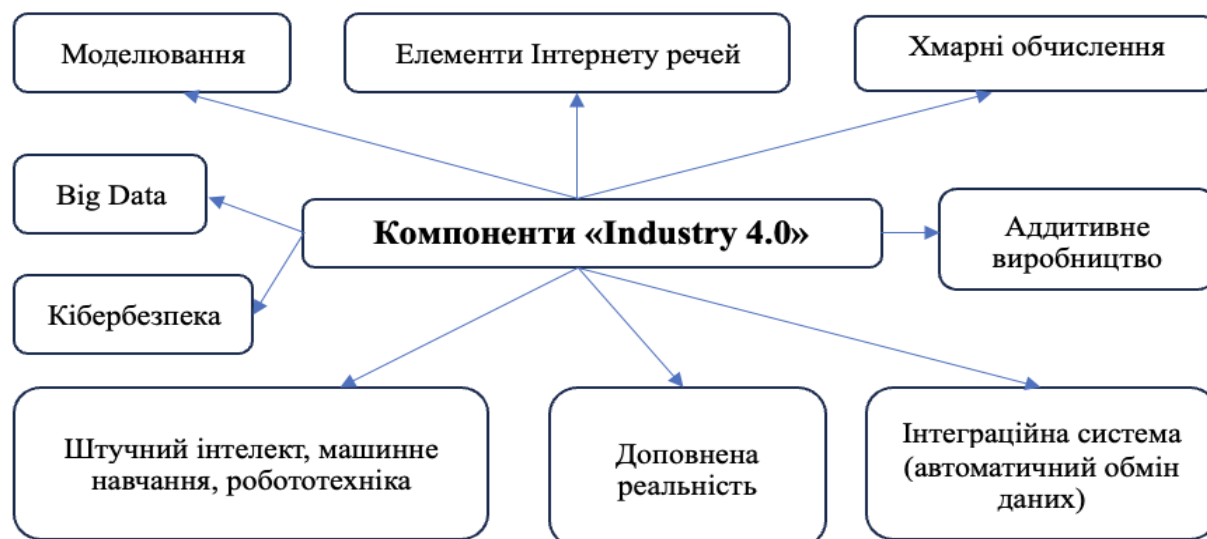 Моделювання
Елементи Інтернету речей
Хмарні обчислення
Big Data
Компоненти «Industry 4.0»
Аддитивне
виробництво
Кібербезпека
Штучний інтелект, машинне
навчання, робототехніка
Доповнена
реальність
Інтеграційна система
(автоматичний обмін
даних)